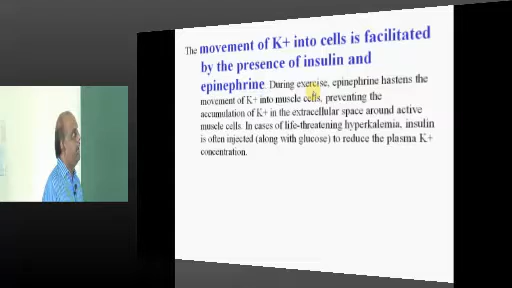 The movement of K+ into cells is facilitated
by the presence of insulin and
epinephrine. During exercise, epinephrine hastens the
movement of K+ into muscle cells, preventing the
accumulation of K+ in the extracellular space around active
muscle cells. In cases of life-threatening hyperkalemia, insulin
is often injected (along with glucose) to reduce the plasma K+
concentration.